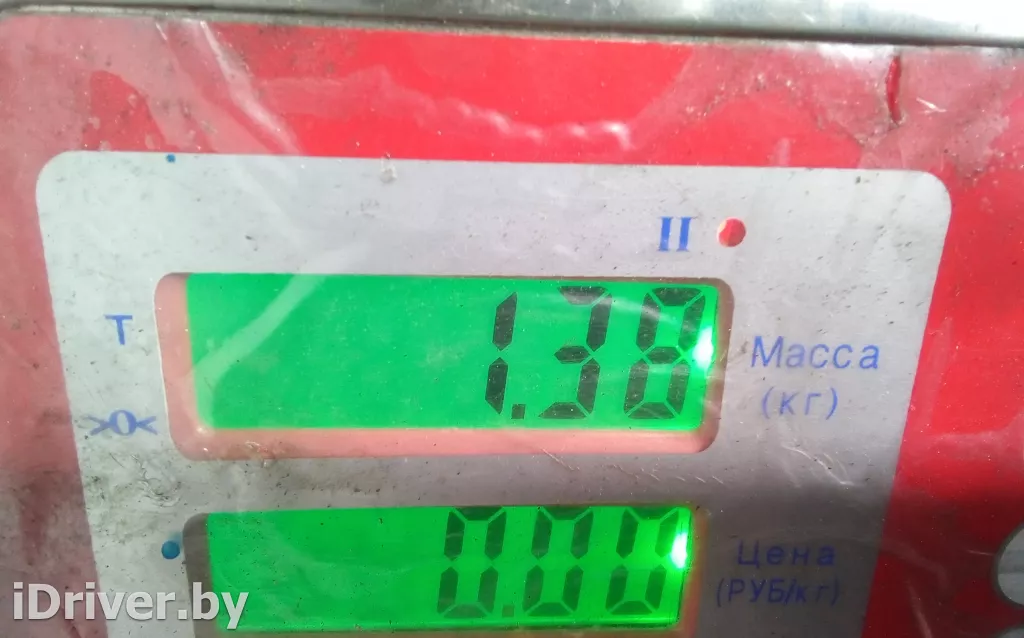 II
1.38
T
Масса
(кг)
>0<
0.00
Цена
(РУБ/кг)
iDriver.by